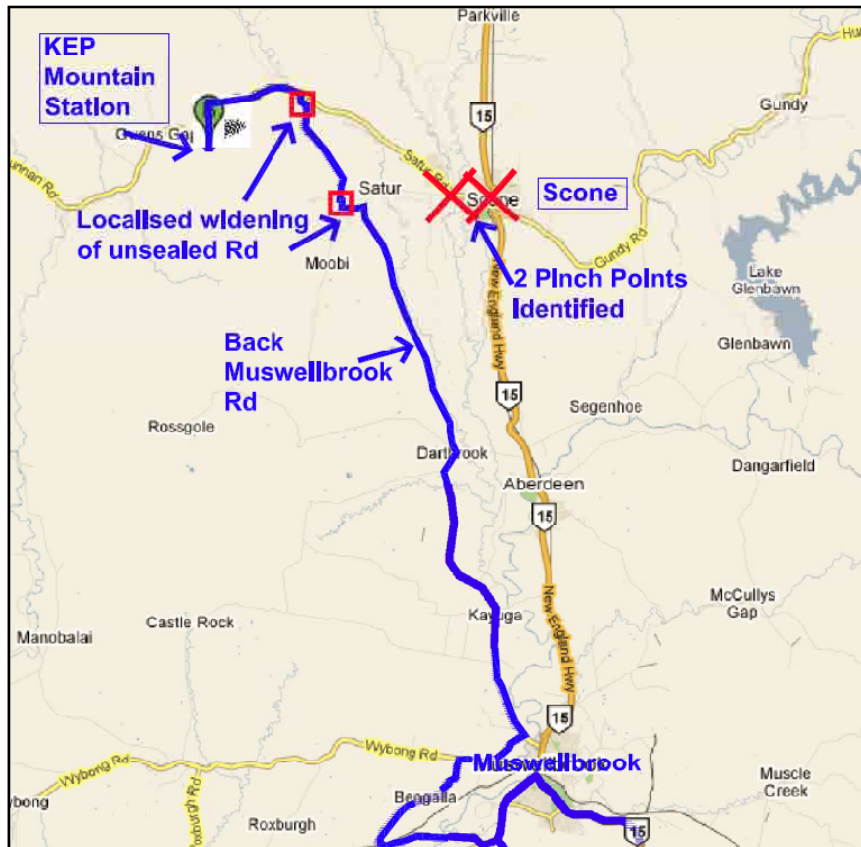 Parkville
KEP
Mountain
Station
15
Gundy
Owens Gap
Satur Rd
Satur
Scone
Scone
Localised widening
of unsealed Rd
Gundy Rd
Moobi
2 Pinch Points
Identified
Lake
Glenbawn
New England Hwy
Back
Muswellbrook
Rd
Glenbawn
15
Segenhoe
Rossgole
Dartbrook
Dangarfield
Aberdeen
15
McCullys
Gap
Castle Rock
Kayuga
Manobalai
New England Hwy
15
Wybong Rd
Muswellbrook
Wybong Rd
Muscle
Creek
Bengalla
Roxburgh
15